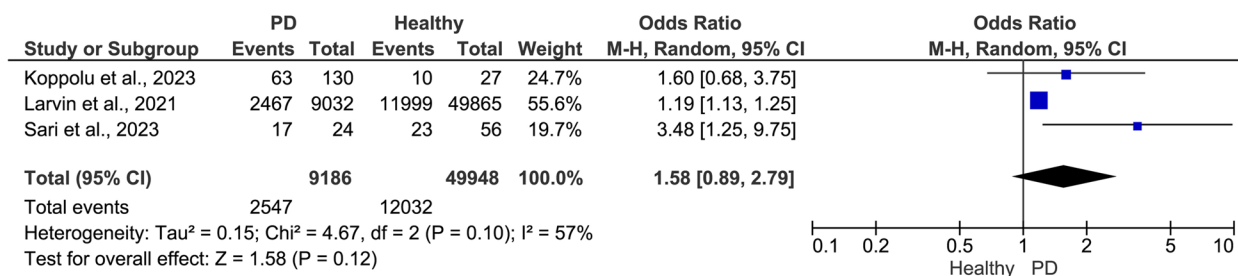 PD Healthy Odds Ratio Odds Ratio
Study or Subgroup Events Total Events Total Weight M-H, Random, 95% CI M-H, Random, 95% CI
Koppolu et al., 2023 63 130 10 27 24.7% 1.60 [0.68, 3.75]
Larvin et al., 2021 2467 9032 11999 49865 55.6% 1.19 [1.13, 1.25]
Sari et al., 2023 17 24 23 56 19.7% 3.48 [1.25, 9.75]
Total (95% CI) 9186 49948 100.0% 1.58 [0.89, 2.79]
Total events 2547 12032
Heterogeneity: Tau² = 0.15; Chi² = 4.67, df = 2 (P = 0.10); I² = 57%
Test for overall effect: Z = 1.58 (P = 0.12)
0.1 0.2 0.5 1 2 5 10
Healthy PD